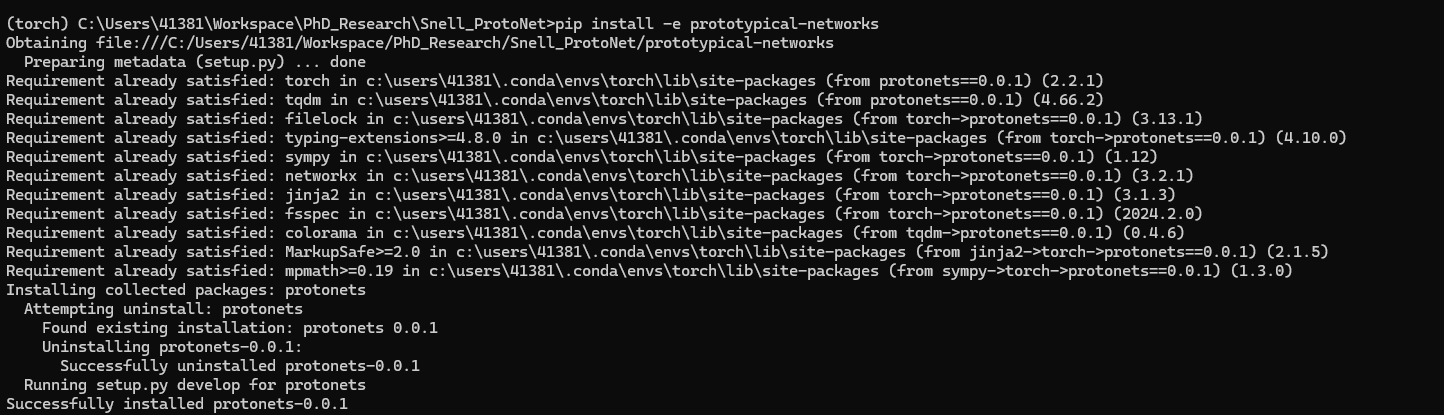 (torch) C:\Users\41381\Workspace\PhD_Research\Snell_ProtoNet>pip install -e prototypical-networks
Obtaining file:///C:/Users/41381/Workspace/PhD_Research/Snell_ProtoNet/prototypical-networks
  Preparing metadata (setup.py) ... done
Requirement already satisfied: torch in c:\users\41381\.conda\envs\torch\lib\site-packages (from protonets==0.0.1) (2.2.1)
Requirement already satisfied: tqdm in c:\users\41381\.conda\envs\torch\lib\site-packages (from protonets==0.0.1) (4.66.2)
Requirement already satisfied: filelock in c:\users\41381\.conda\envs\torch\lib\site-packages (from torch->protonets==0.0.1) (3.13.1)
Requirement already satisfied: typing-extensions>=4.8.0 in c:\users\41381\.conda\envs\torch\lib\site-packages (from torch->protonets==0.0.1) (4.10.0)
Requirement already satisfied: sympy in c:\users\41381\.conda\envs\torch\lib\site-packages (from torch->protonets==0.0.1) (1.12)
Requirement already satisfied: networkx in c:\users\41381\.conda\envs\torch\lib\site-packages (from torch->protonets==0.0.1) (3.2.1)
Requirement already satisfied: jinja2 in c:\users\41381\.conda\envs\torch\lib\site-packages (from torch->protonets==0.0.1) (3.1.3)
Requirement already satisfied: fsspec in c:\users\41381\.conda\envs\torch\lib\site-packages (from torch->protonets==0.0.1) (2024.2.0)
Requirement already satisfied: colorama in c:\users\41381\.conda\envs\torch\lib\site-packages (from tqdm->protonets==0.0.1) (0.4.6)
Requirement already satisfied: MarkupSafe>=2.0 in c:\users\41381\.conda\envs\torch\lib\site-packages (from jinja2->torch->protonets==0.0.1) (2.1.5)
Requirement already satisfied: mpmath>=0.19 in c:\users\41381\.conda\envs\torch\lib\site-packages (from sympy->torch->protonets==0.0.1) (1.3.0)
Installing collected packages: protonets
  Attempting uninstall: protonets
    Found existing installation: protonets 0.0.1
    Uninstalling protonets-0.0.1:
      Successfully uninstalled protonets-0.0.1
  Running setup.py develop for protonets
Successfully installed protonets-0.0.1